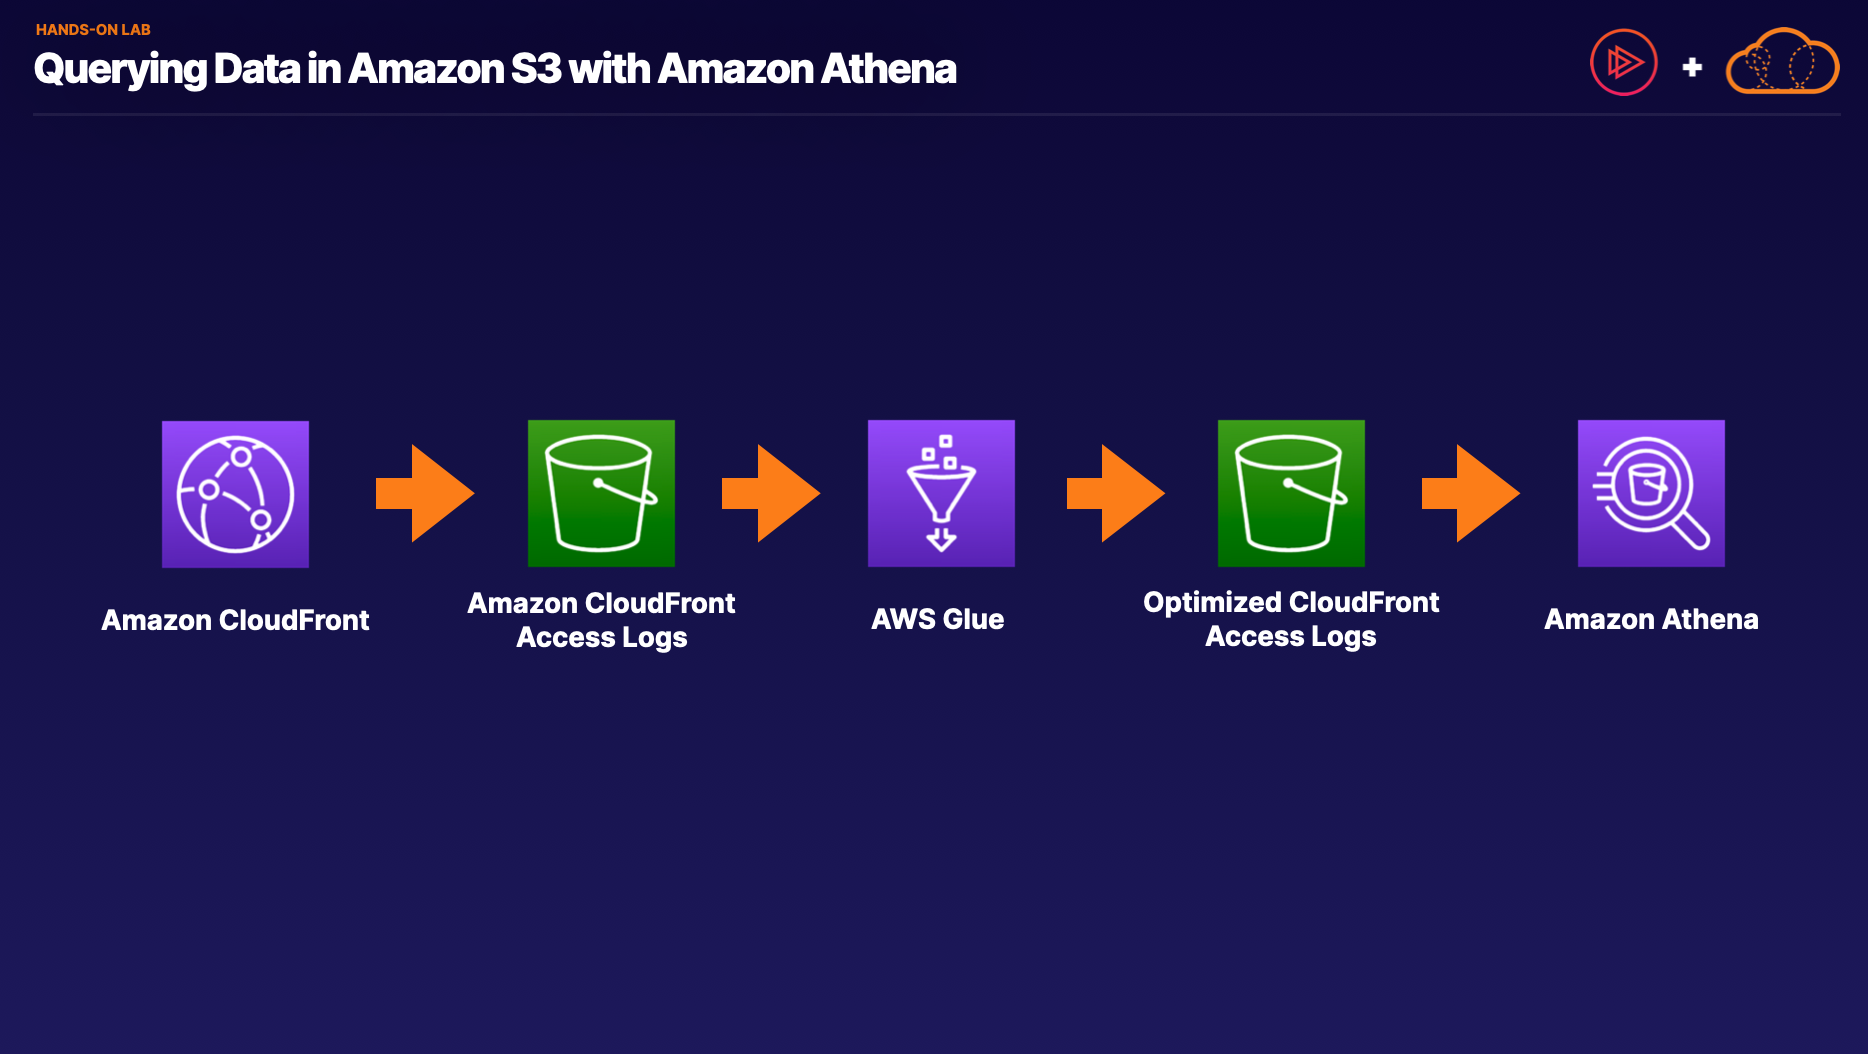 HANDS-ON LAB
Querying Data in Amazon S3 with Amazon Athena
Amazon CloudFront
Amazon CloudFront
Access Logs
AWS Glue
Optimized CloudFront
Access Logs
Amazon Athena